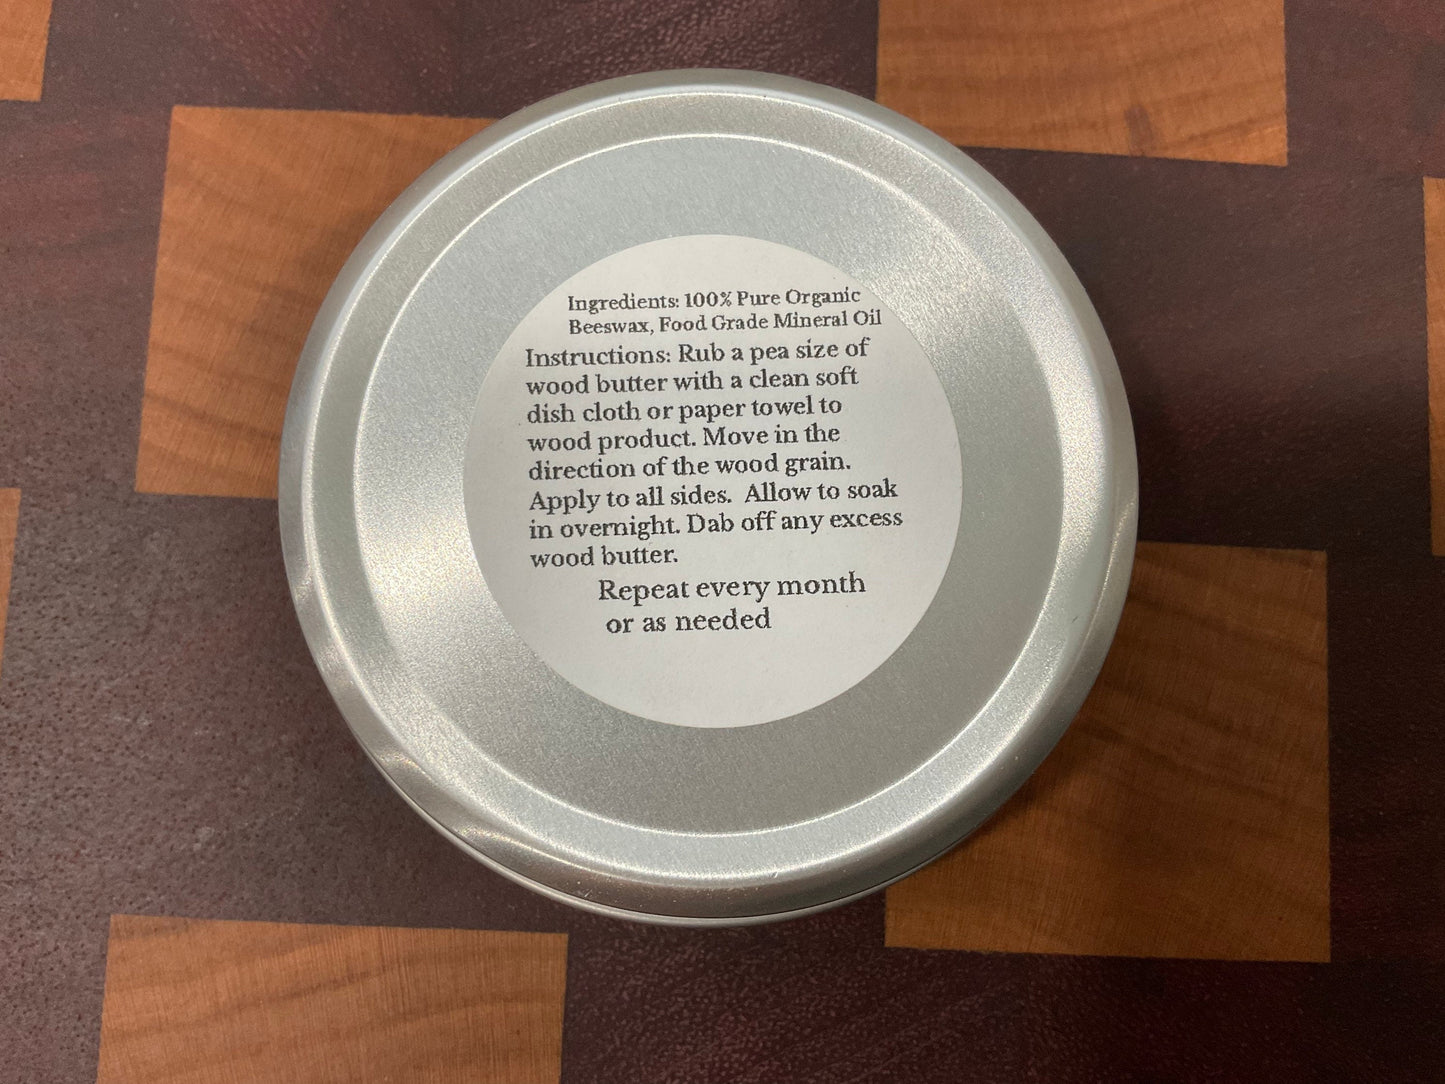 Ingredients: 100% Pure Organic
Beeswax, Food Grade Mineral Oil
Instructions: Rub a pea size of
wood butter with a clean soft
dish cloth or paper towel to
wood product. Move in the
direction of the wood grain.
Apply to all sides. Allow to soak
in overnight. Dab off any excess
wood butter.
Repeat every month
or as needed